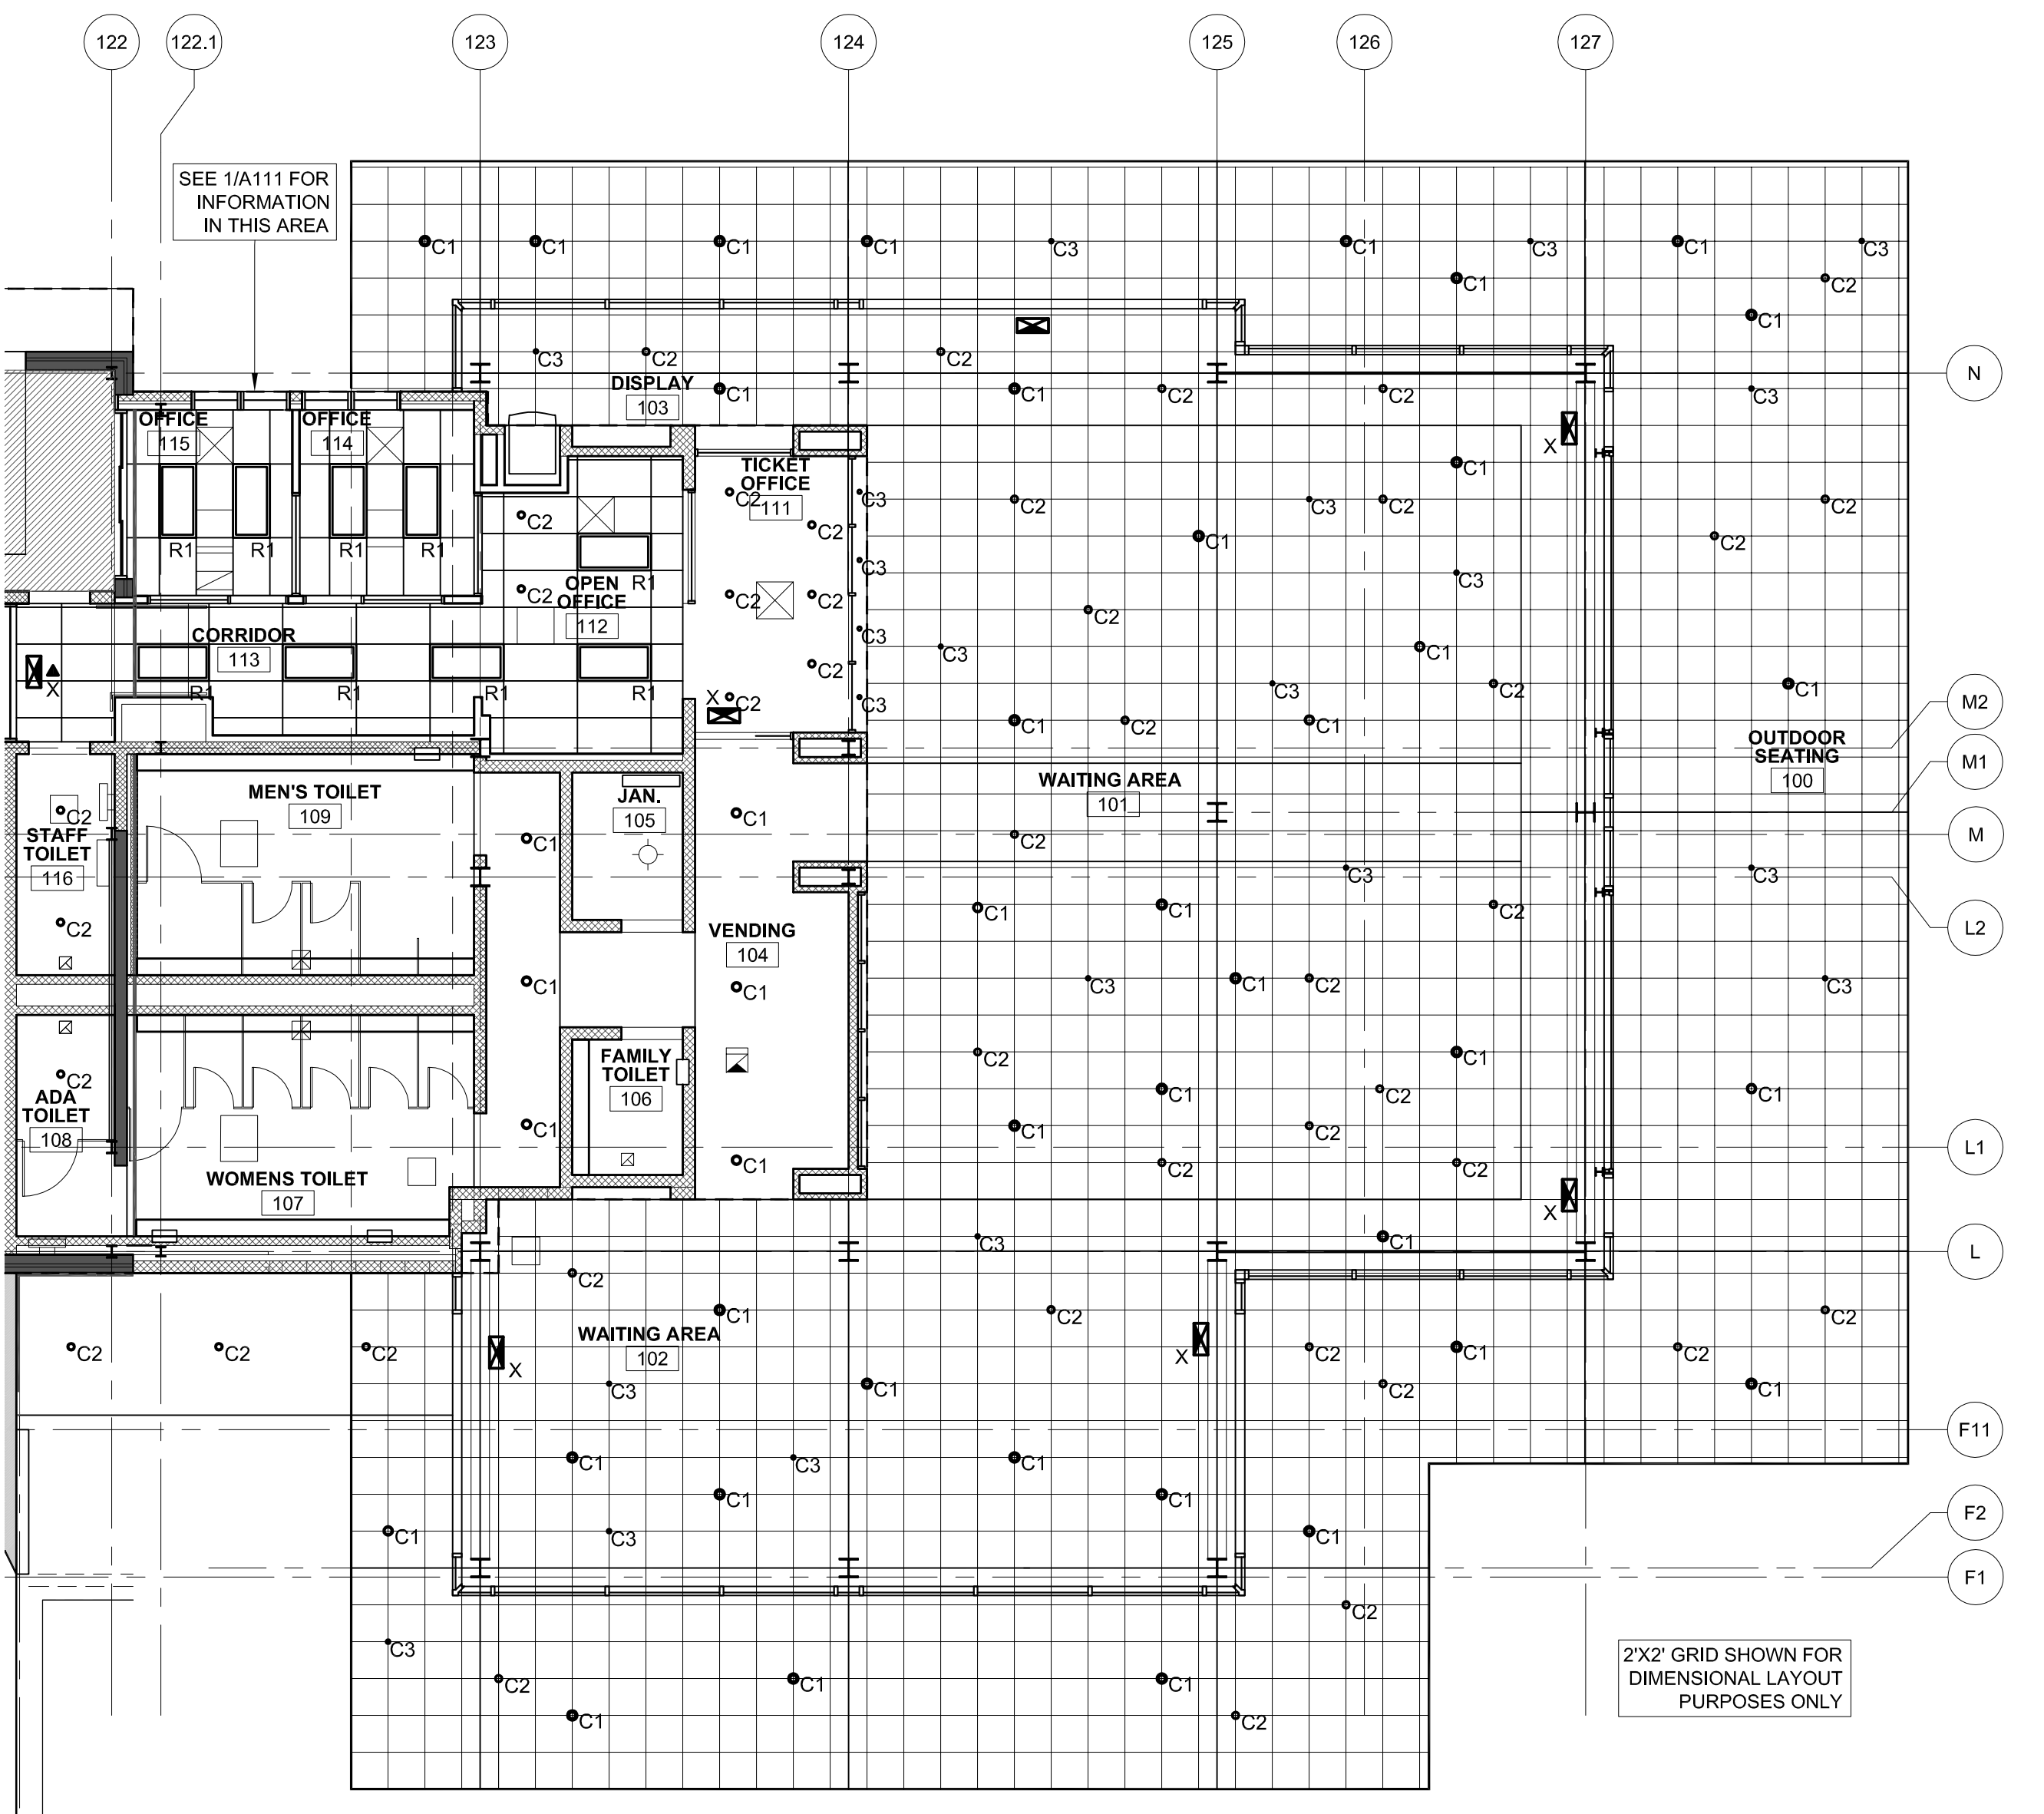 122 122.1 123 124 125 126 127
SEE 1/A111 FOR
INFORMATION
IN THIS AREA
C1 C1 C1 C1 C3 C1 C3 C1 C3
C1 C2
C1
C3 C2 C2
DISPLAY
103
C1 C1 C2 C2 C3
N
OFFICE
115
OFFICE
114
X
TICKET
OFFICE
111
C1
C2 C3 C2 C3 C2 C2
C2 C2 C1 C2
R1 R1 R1 R1
C3 C3
R1
OPEN
OFFICE
112
C2 C2 C2 C2
CORRIDOR
113
C3 C3 C1
C2
X
R1 R1 R1 R1
X C2 C3
C3 C2 C1
M2
C1 C2 C1
OUTDOOR
SEATING
100
M1
MEN'S TOILET
109
JAN.
105
WAITING AREA
101
C2
C1
STAFF
TOILET
116
C1
C2
M
C3 C3
C2
C1 C1 C2
VENDING
104
L2
C1 C1
C3 C1 C2 C3
FAMILY
TOILET
106
C2 C1
C2
ADA
TOILET
108
C1 C2 C1
C1 C1 C2
L1
C1 C2 C2
WOMENS TOILET
107
X
C3 C1
L
C2
C1 C2 C2
WAITING AREA
102
C2 C2 C2
X X
C2 C1 C2
C3 C1 C2 C1
F11
C1 C3 C1
C1 C1
F2
C1 C3 C1
F1
C2
C3
2'X2' GRID SHOWN FOR
DIMENSIONAL LAYOUT
PURPOSES ONLY
C2 C1 C1
C1 C2